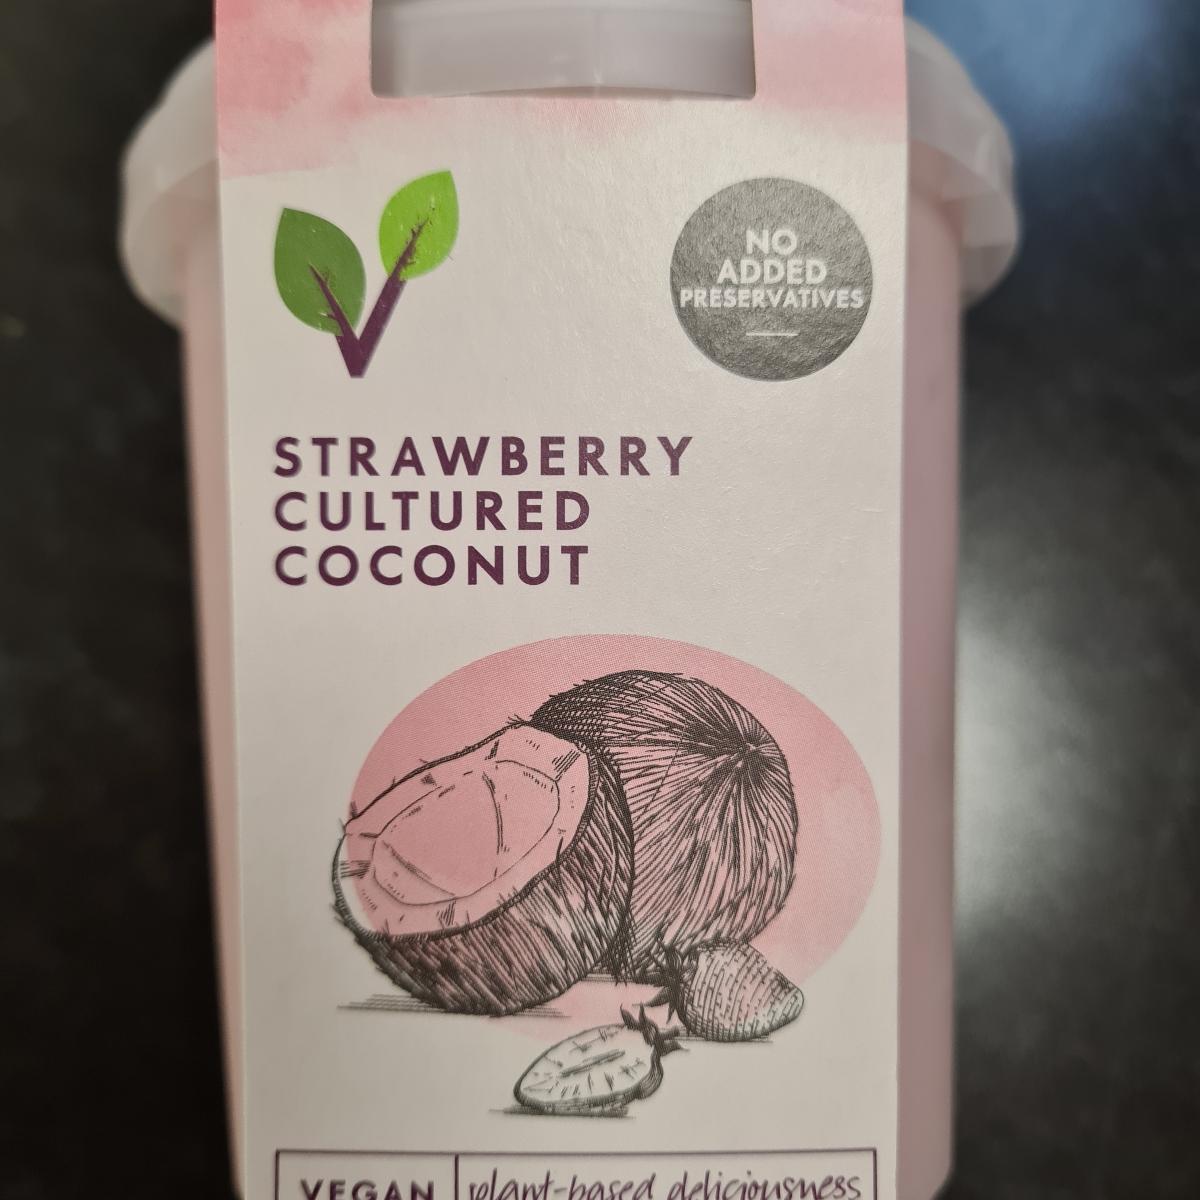 NO
ADDED
PRESERVATIVES
STRAWBERRY
CULTURED
COCONUT
VEGAN plant-based deliciousness